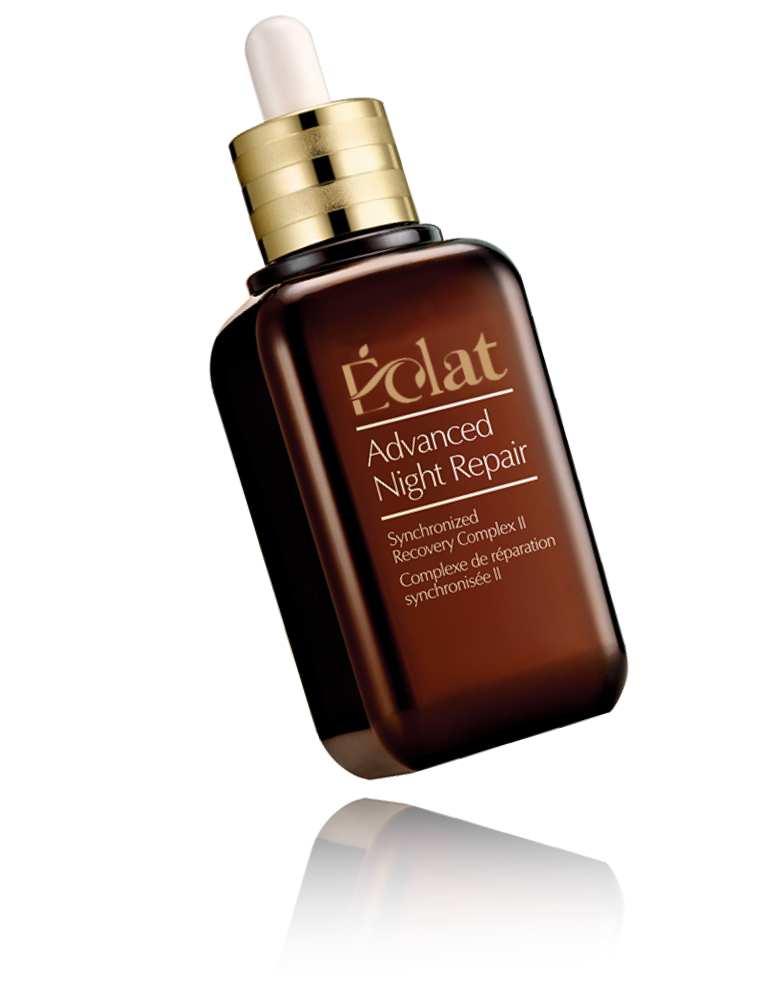 Éclat
Advanced
Night Repair
Synchronized
Recovery Complex II
Complexe de réparation
synchronisée II